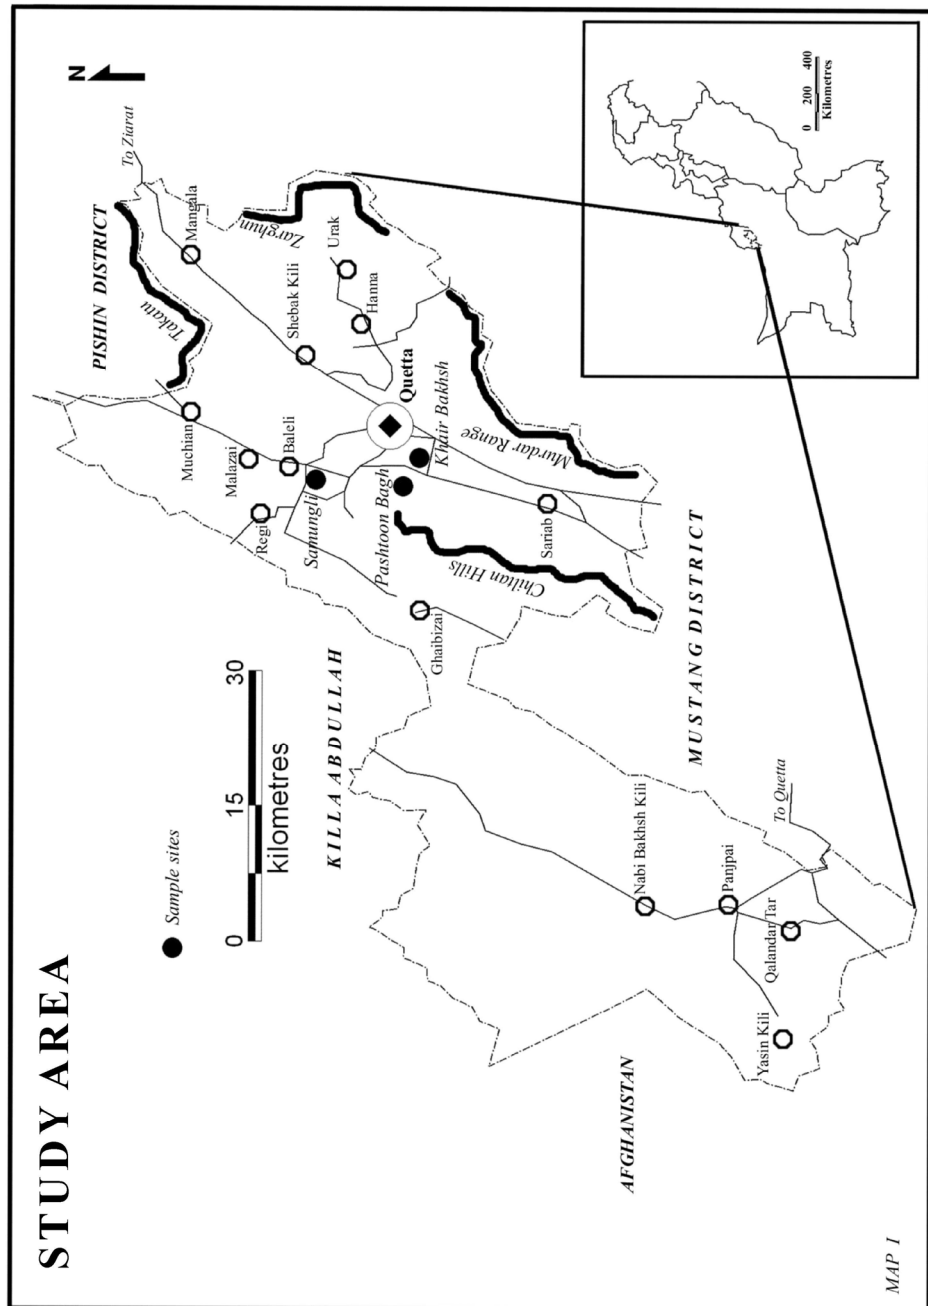 STUDY AREA
N
To Ziarat
PISHIN DISTRICT
Takatu
Mangala
Zarghun
Urak
Hanna
Shebak Kili
Muchian
Malazai
Baleli
Regi
Samungli
Quetta
Khair Bakhsh
Pashtoon Bagh
Murdar Range
Chiltan Hills
Sariab
Ghaibizai
Sample sites
0 15 30
kilometres
KILLA ABDULLAH
MUSTANG DISTRICT
Nabi Bakhsh Kili
Panjpai
To Quetta
Qalandar Tar
Yasin Kili
AFGHANISTAN
0 200 400
Kilometres
MAP 1